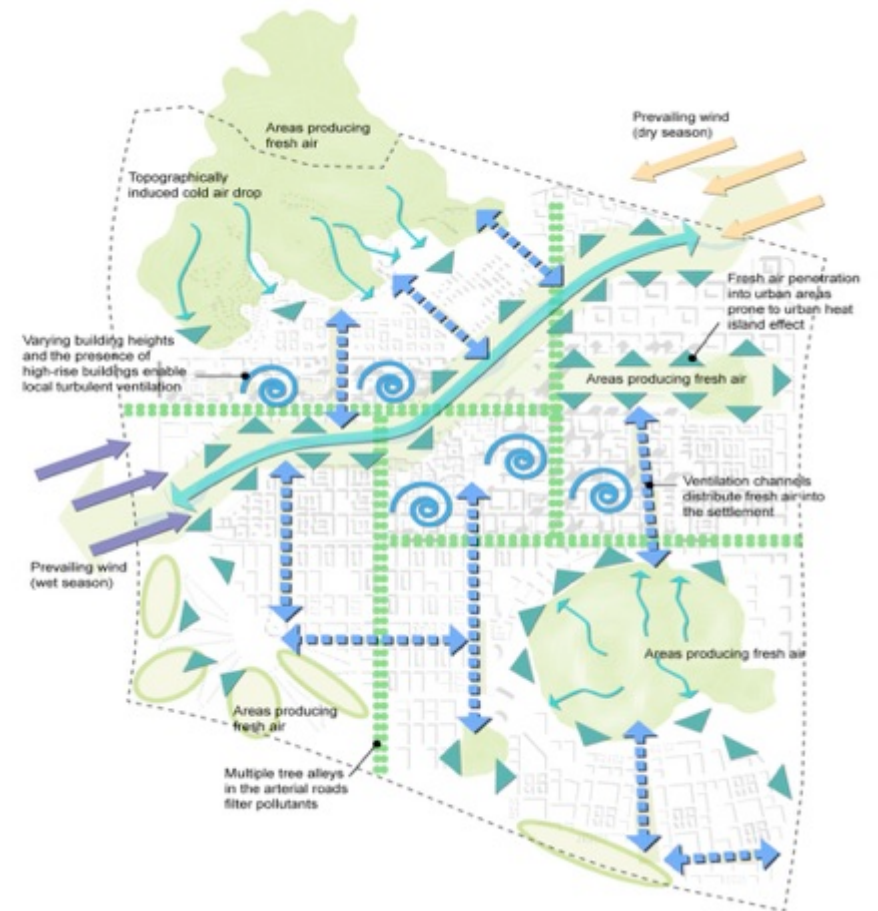 Areas producing
fresh air
Prevailing wind
(dry season)
Topographically
induced cold air drop
Fresh air penetration
into urban areas
prone to urban heat
island effect
Varying building heights
and the presence of
high-rise buildings enable
local turbulent ventilation
Areas producing fresh air
Ventilation channels
distribute fresh air into
the settlement
Prevailing wind
(wet season)
Areas producing fresh air
Areas producing
fresh air
Multiple tree alleys
in the arterial roads
filter pollutants